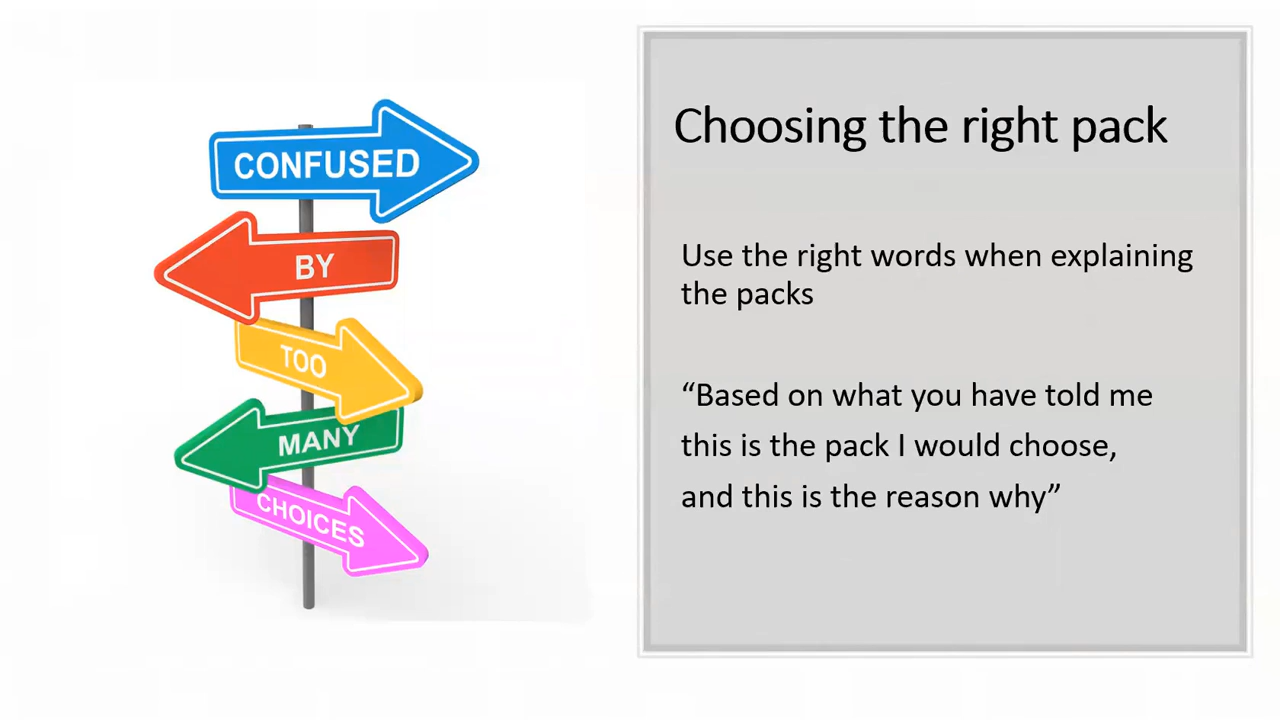 CONFUSED
BY
TOO
MANY
CHOICES
Choosing the right pack
Use the right words when explaining
the packs
“Based on what you have told me
this is the pack I would choose,
and this is the reason why”